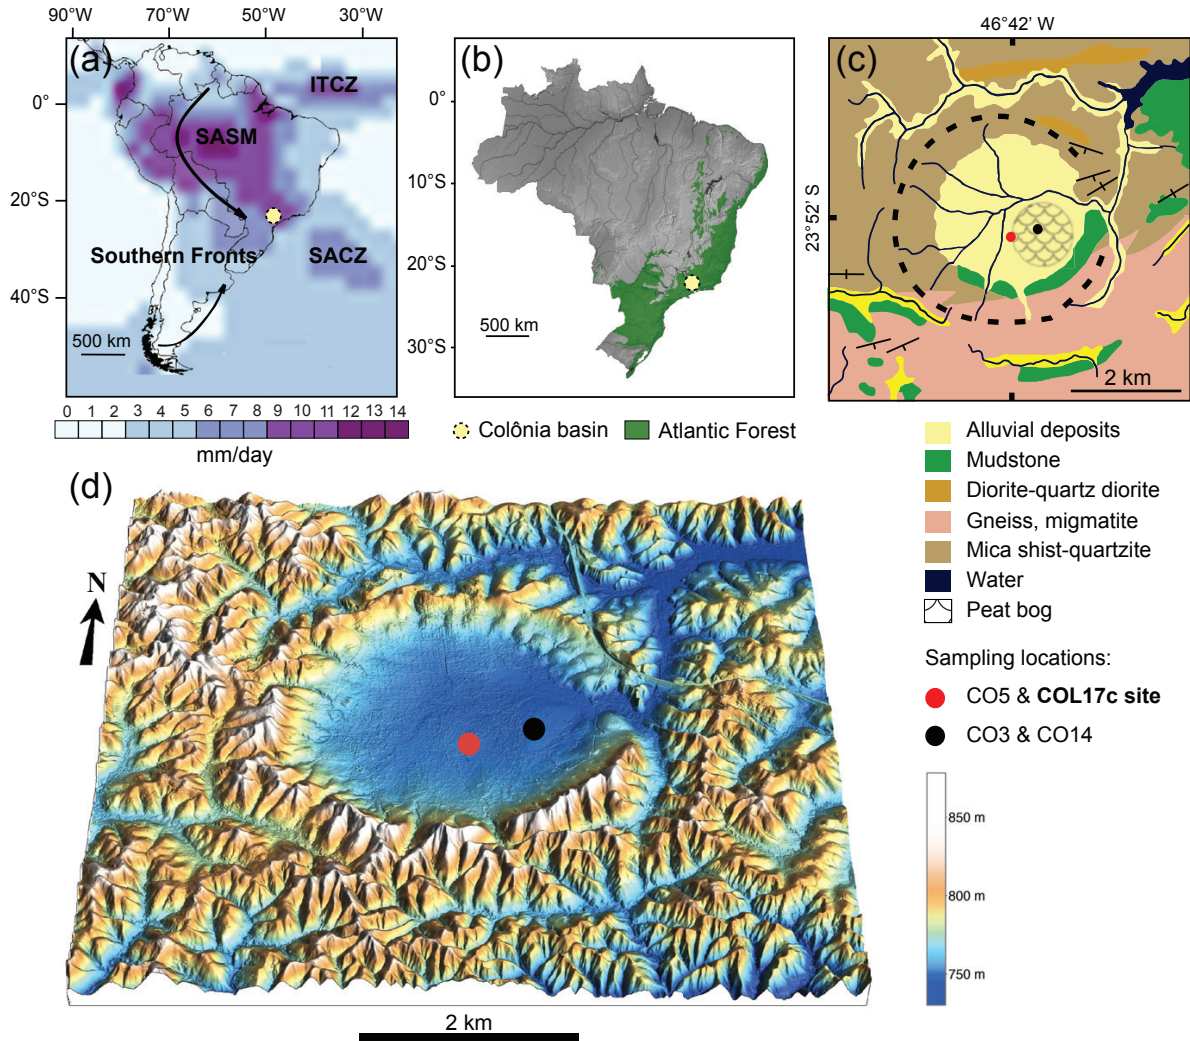 90°W 70°W 50°W 30°W
(a)
ITCZ
0°
SASM
20°S
Southern Fronts
SACZ
40°S
500 km
0 1 2 3 4 5 6 7 8 9 10 11 12 13 14
mm/day
(b)
0°
10°S
20°S
500 km
30°S
Colônia basin
Atlantic Forest
46°42' W
(c)
23°52' S
2 km
Alluvial deposits
Mudstone
Diorite-quartz diorite
Gneiss, migmatite
Mica shist-quartzite
Water
Peat bog
Sampling locations:
CO5 & COL17c site
CO3 & CO14
(d)
N
850 m
800 m
750 m
2 km